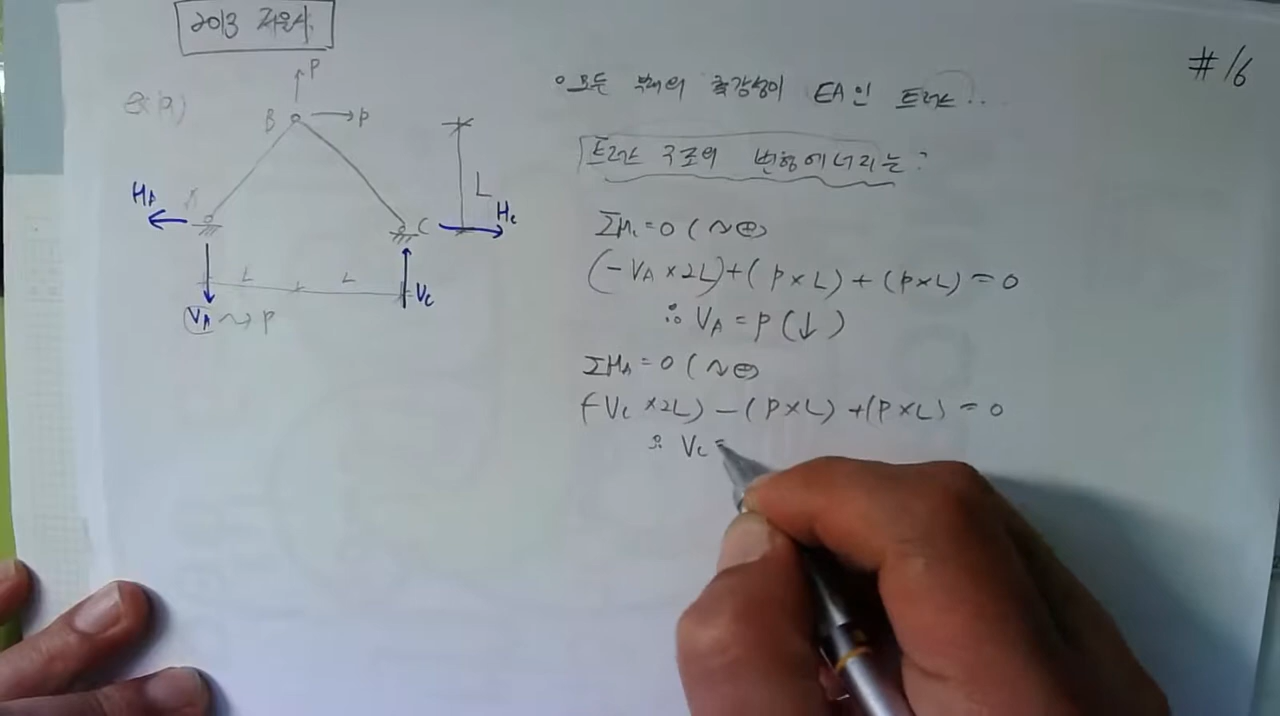 2013 지방시
#16
P
B
P
A
C
L
HA
Hc
L
L
VA ~> P
Vc
o 모든 부재의 축강성이 EA인 트러스..
트러스 구조의 변형에너지는?
ΣMc=0 (↷⊕)
(-VA×2L)+(P×L)+(P×L)=0
∴ VA = P (↓)
ΣMA=0 (↷⊕)
(-Vc×2L)-(P×L)+(P×L)=0
∴ Vc=